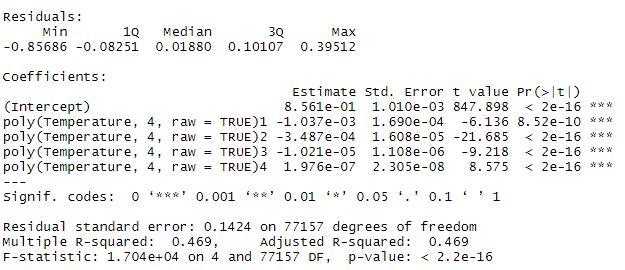 Residuals:
     Min       1Q   Median       3Q      Max
-0.85686 -0.08251  0.01880  0.10107  0.39512

Coefficients:
                                Estimate Std. Error t value Pr(>|t|)
(Intercept)                    8.561e-01  1.010e-03 847.898  < 2e-16 ***
poly(Temperature, 4, raw = TRUE)1 -1.037e-03  1.690e-04  -6.136 8.52e-10 ***
poly(Temperature, 4, raw = TRUE)2 -3.487e-04  1.608e-05 -21.685  < 2e-16 ***
poly(Temperature, 4, raw = TRUE)3 -1.021e-05  1.108e-06  -9.218  < 2e-16 ***
poly(Temperature, 4, raw = TRUE)4  1.976e-07  2.305e-08   8.575  < 2e-16 ***
---
Signif. codes:  0 ‘***’ 0.001 ‘**’ 0.01 ‘*’ 0.05 ‘.’ 0.1 ‘ ’ 1

Residual standard error: 0.1424 on 77157 degrees of freedom
Multiple R-squared:  0.469,     Adjusted R-squared:  0.469
F-statistic: 1.704e+04 on 4 and 77157 DF,  p-value: < 2.2e-16